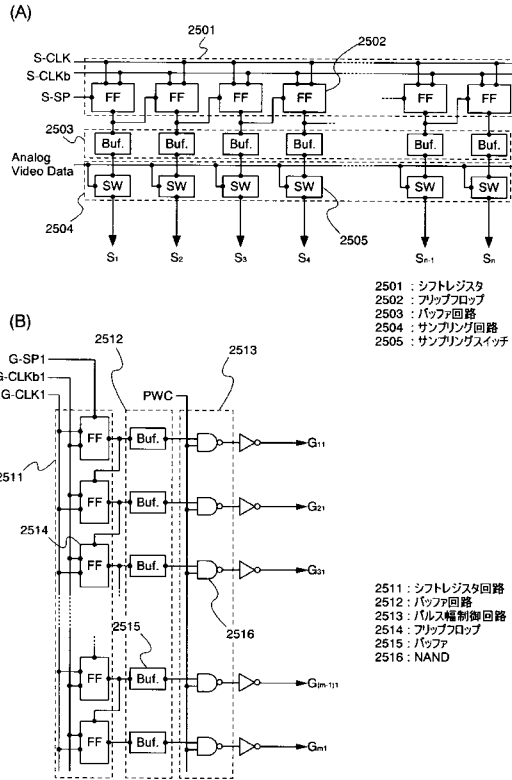 (A)
2501
S-CLK
2502
S-CLKb
S-SP
FF FF FF FF FF FF
2503
Buf. Buf. Buf. Buf. Buf. Buf.
Analog
Video Data
SW SW SW SW SW SW
2504
2505
S1 S2 S3 S4 Sn-1 Sn
2501 : シフトレジスタ
2502 : フリップフロップ
2503 : バッファ回路
2504 : サンプリング回路
2505 : サンプリングスイッチ
(B)
2512
2513
G-SP1
G-CLKb1
PWC
G-CLK1
FF Buf. G11
2511
FF Buf. G21
2514
FF Buf. G31
2516
2515
FF Buf. G(m-1)1
FF Buf. Gm1
2511 : シフトレジスタ回路
2512 : バッファ回路
2513 : パルス幅制御回路
2514 : フリップフロップ
2515 : バッファ
2516 : NAND